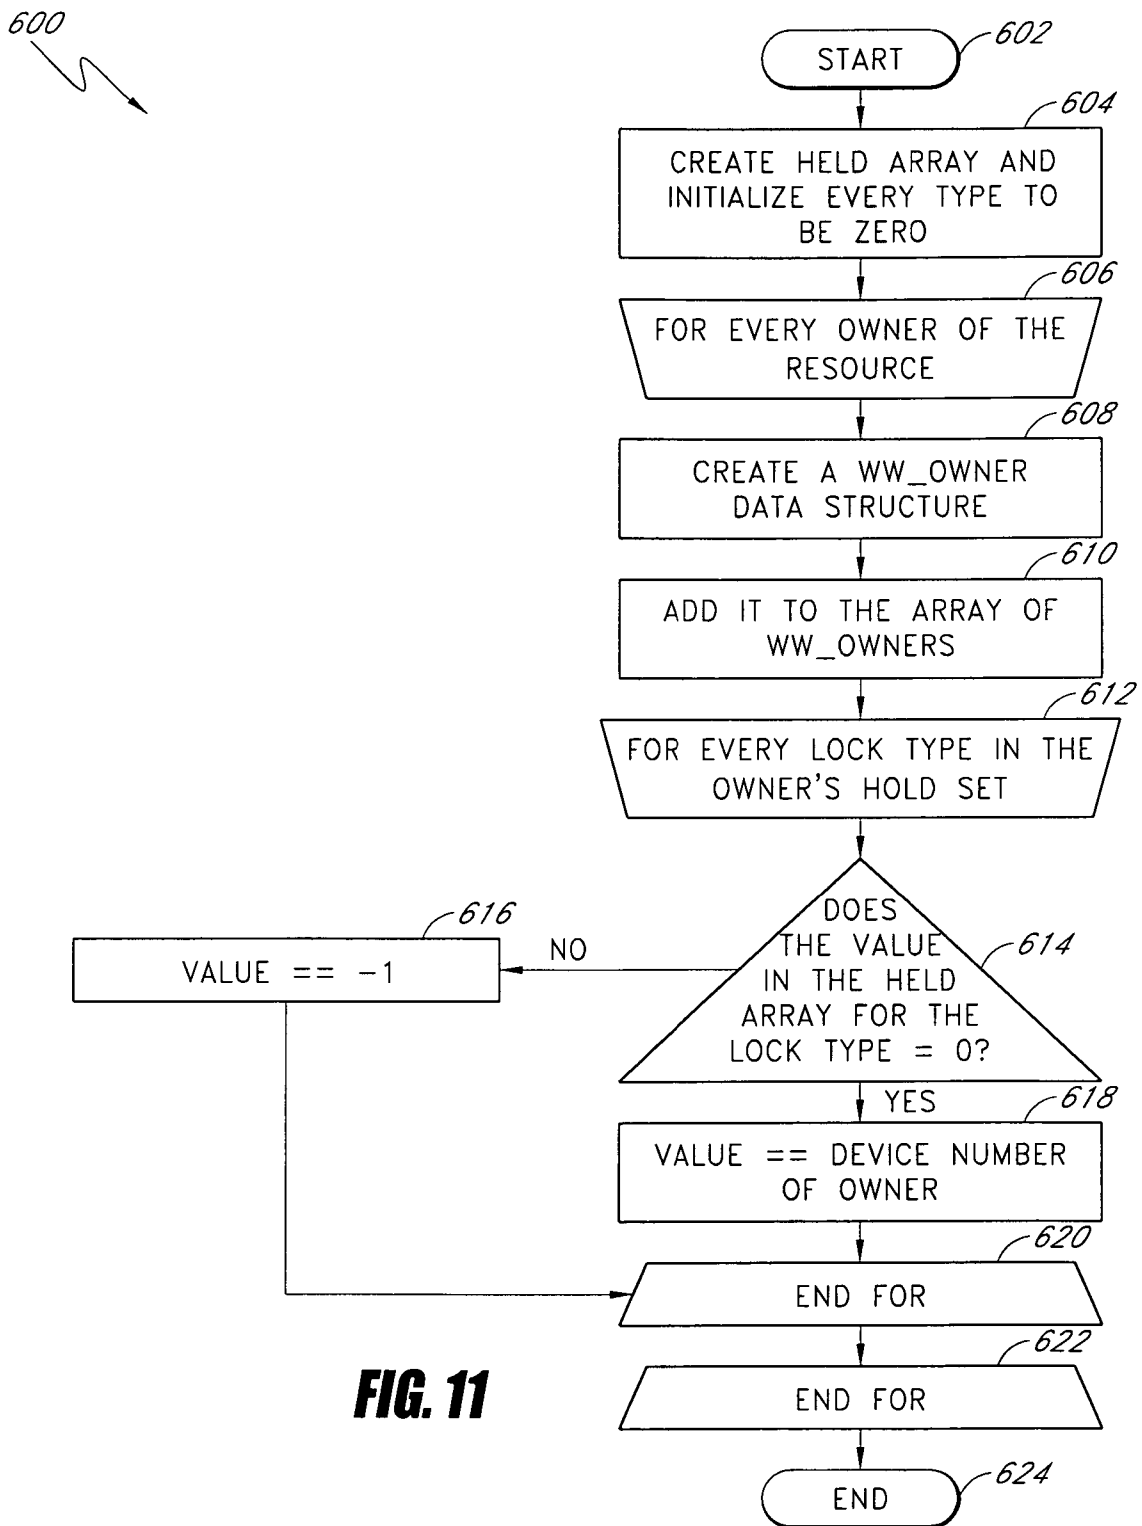 600
START
602
604
CREATE HELD ARRAY AND
INITIALIZE EVERY TYPE TO
BE ZERO
606
FOR EVERY OWNER OF THE
RESOURCE
608
CREATE A WW_OWNER
DATA STRUCTURE
610
ADD IT TO THE ARRAY OF
WW_OWNERS
612
FOR EVERY LOCK TYPE IN THE
OWNER'S HOLD SET
614
DOES
THE VALUE
IN THE HELD
ARRAY FOR THE
LOCK TYPE = 0?
NO
616
VALUE == -1
YES
618
VALUE == DEVICE NUMBER
OF OWNER
620
END FOR
622
END FOR
624
END
FIG. 11